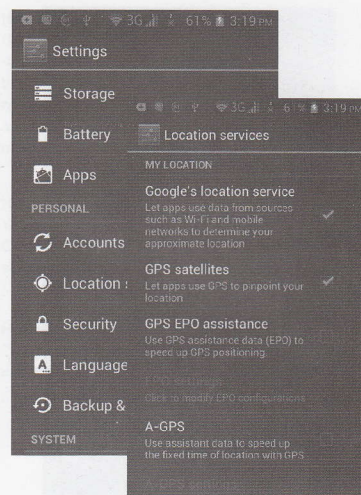 3G 61% 3:19 PM
Settings
Storage
Battery
Apps
PERSONAL
Accounts
Location s
Security
A
Language
Backup &
SYSTEM
3G 61% 3:19 PM
Location services
MY LOCATION
Google's location service
Let apps use data from sources
such as Wi-Fi and mobile
networks to determine your
approximate location
GPS satellites
Let apps use GPS to pinpoint your
location
GPS EPO assistance
Use GPS assistance data (EPO) to
speed up GPS positioning
EPO settings
Click to modify EPO configurations
A-GPS
Use assistant data to speed up
the fixed time of location with GPS
A-GPS settings